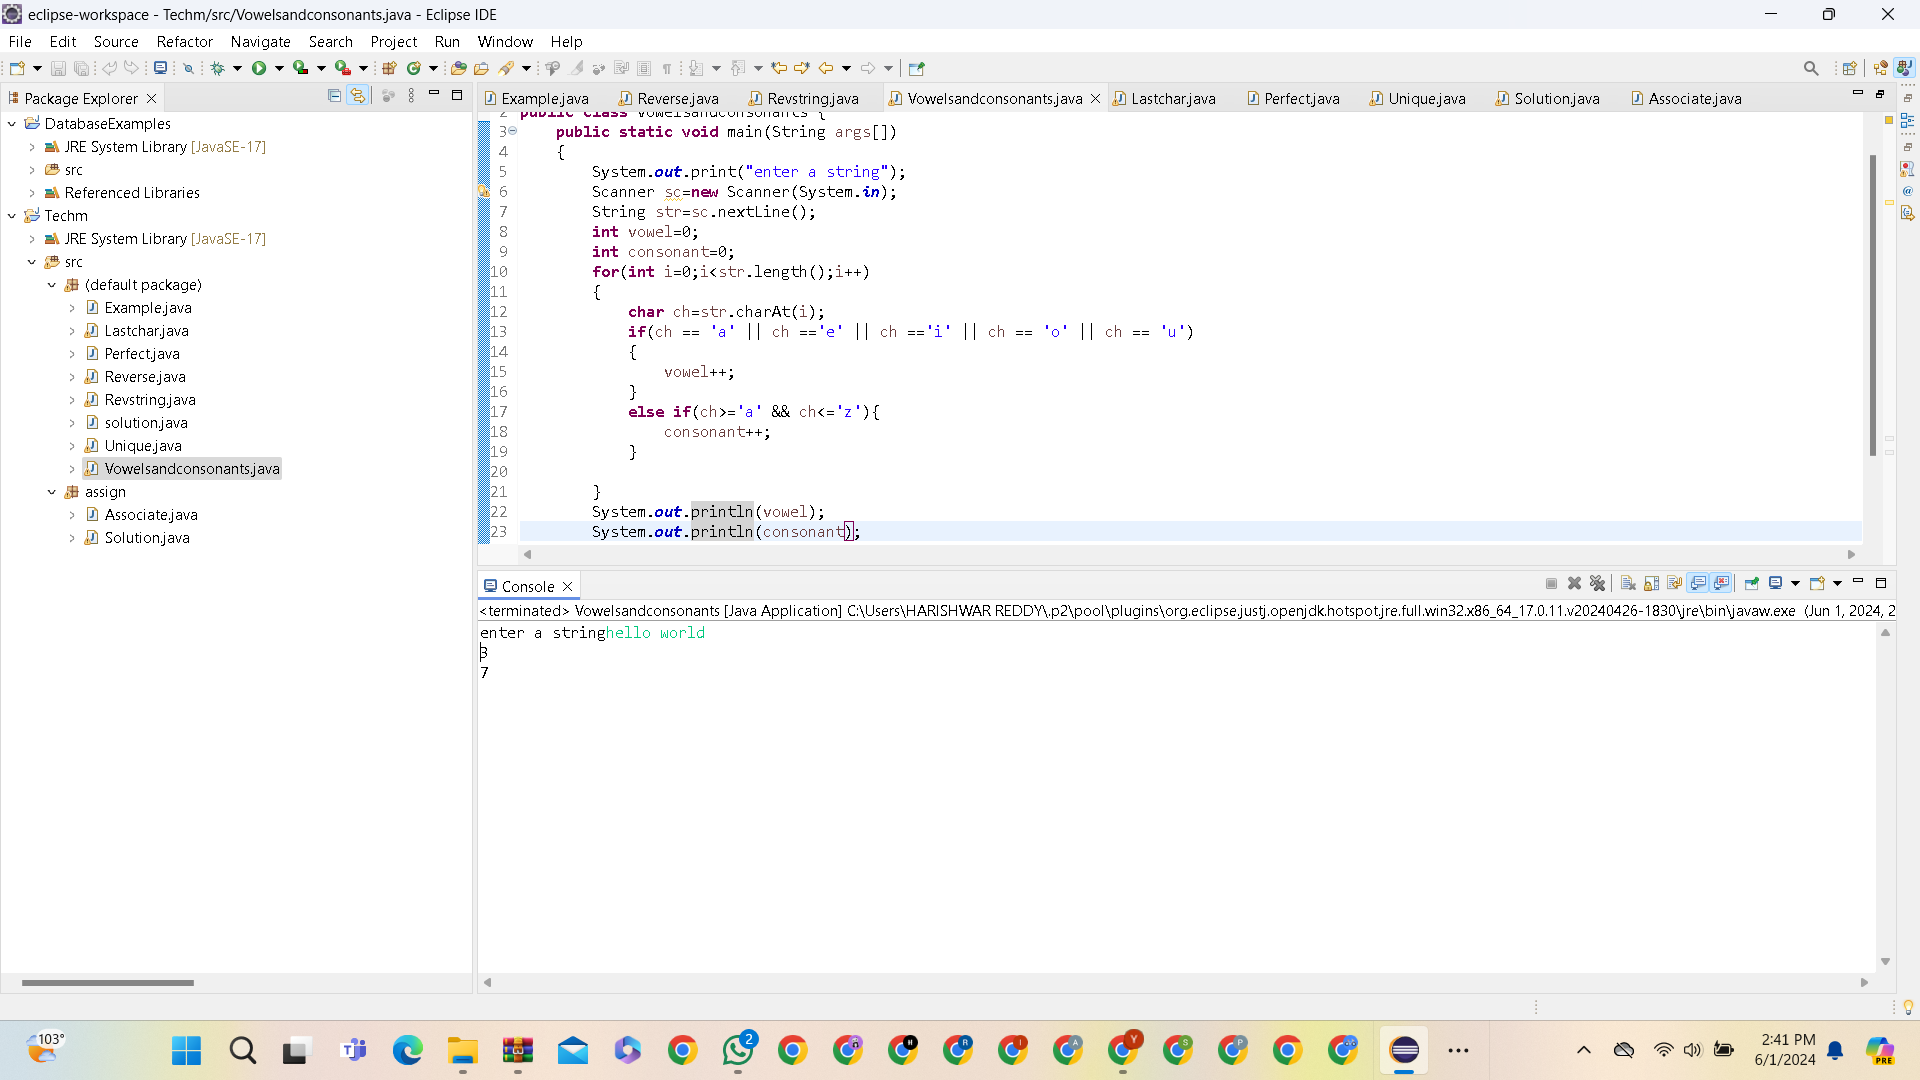 eclipse-workspace - Techm/src/Vowelsandconsonants.java - Eclipse IDE
File Edit Source Refactor Navigate Search Project Run Window Help
Package Explorer
DatabaseExamples
JRE System Library [JavaSE-17]
src
Referenced Libraries
Techm
JRE System Library [JavaSE-17]
src
(default package)
Example.java
Lastchar.java
Perfect.java
Reverse.java
Revstring.java
solution.java
Unique.java
Vowelsandconsonants.java
assign
Associate.java
Solution.java
Example.java Reverse.java Revstring.java Vowelsandconsonants.java Lastchar.java Perfect.java Unique.java Solution.java Associate.java
2 public class Vowelsandconsonants {
3 public static void main(String args[])
4 {
5 System.out.print("enter a string");
6 Scanner sc=new Scanner(System.in);
7 String str=sc.nextLine();
8 int vowel=0;
9 int consonant=0;
10 for(int i=0;i<str.length();i++)
11 {
12 char ch=str.charAt(i);
13 if(ch == 'a' || ch =='e' || ch =='i' || ch == 'o' || ch == 'u')
14 {
15 vowel++;
16 }
17 else if(ch>='a' && ch<='z'){
18 consonant++;
19 }
20
21 }
22 System.out.println(vowel);
23 System.out.println(consonant);
Console
<terminated> Vowelsandconsonants [Java Application] C:\Users\HARISHWAR REDDY\.p2\pool\plugins\org.eclipse.justj.openjdk.hotspot.jre.full.win32.x86_64_17.0.11.v20240426-1830\jre\bin\javaw.exe (Jun 1, 2024, 2
enter a stringhello world
3
7
103°
2
2:41 PM
6/1/2024
PRE